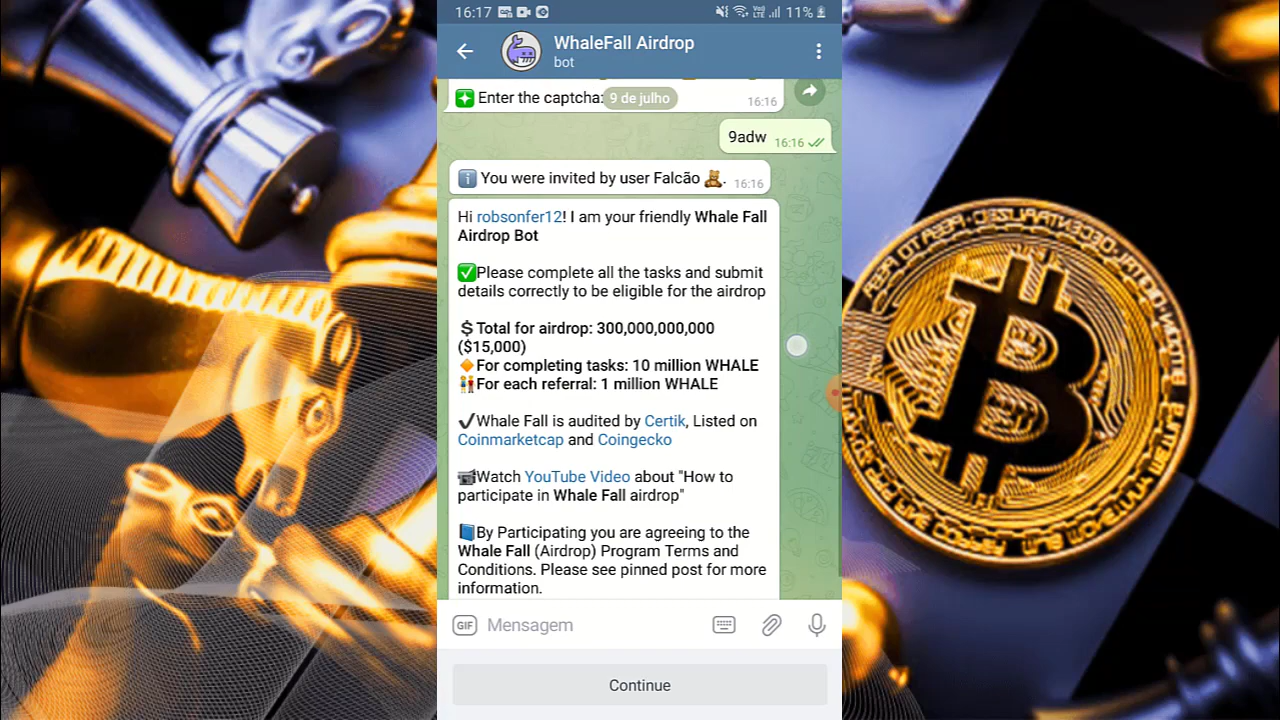 16:17 11%
WhaleFall Airdrop
bot
Enter the captcha: 16:16
9 de julho
9adw 16:16
You were invited by user Falcão 🧸. 16:16
Hi robsonfer12! I am your friendly Whale Fall
Airdrop Bot
✅Please complete all the tasks and submit
details correctly to be eligible for the airdrop
💲Total for airdrop: 300,000,000,000
($15,000)
🔶For completing tasks: 10 million WHALE
👬For each referral: 1 million WHALE
✔Whale Fall is audited by Certik, Listed on
Coinmarketcap and Coingecko
📹Watch YouTube Video about "How to
participate in Whale Fall airdrop"
📘By Participating you are agreeing to the
Whale Fall (Airdrop) Program Terms and
Conditions. Please see pinned post for more
information.
GIF Mensagem
Continue